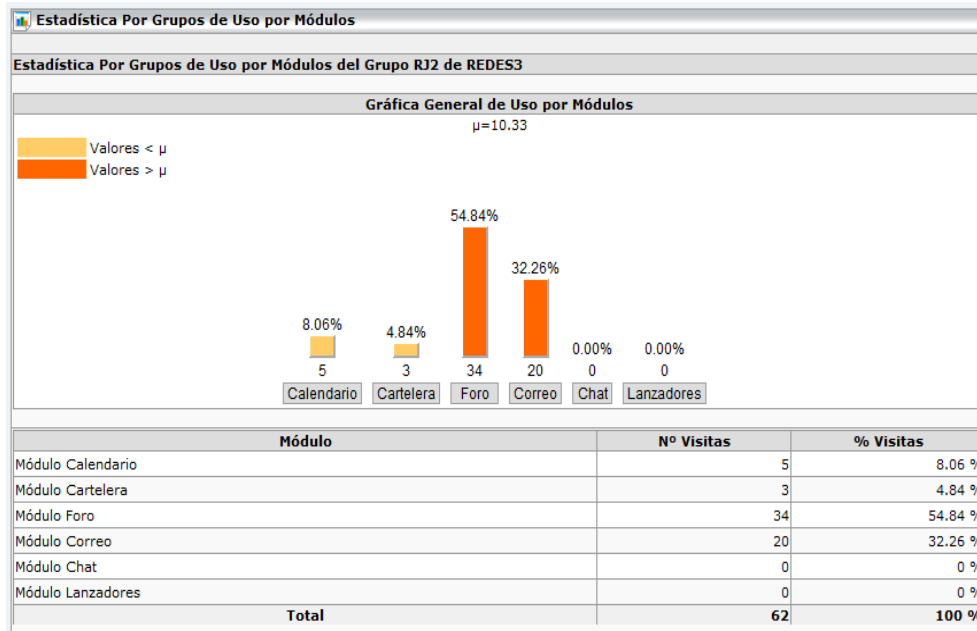 Estadística Por Grupos de Uso por Módulos
Estadística Por Grupos de Uso por Módulos del Grupo RJ2 de REDES3
Gráfica General de Uso por Módulos
µ=10.33
Valores < µ
Valores > µ
54.84%
32.26%
8.06%
4.84%
0.00% 0.00%
5 3 34 20 0 0
Calendario Cartelera Foro Correo Chat Lanzadores
Módulo Nº Visitas % Visitas
Módulo Calendario 5 8.06 %
Módulo Cartelera 3 4.84 %
Módulo Foro 34 54.84 %
Módulo Correo 20 32.26 %
Módulo Chat 0 0 %
Módulo Lanzadores 0 0 %
Total 62 100 %